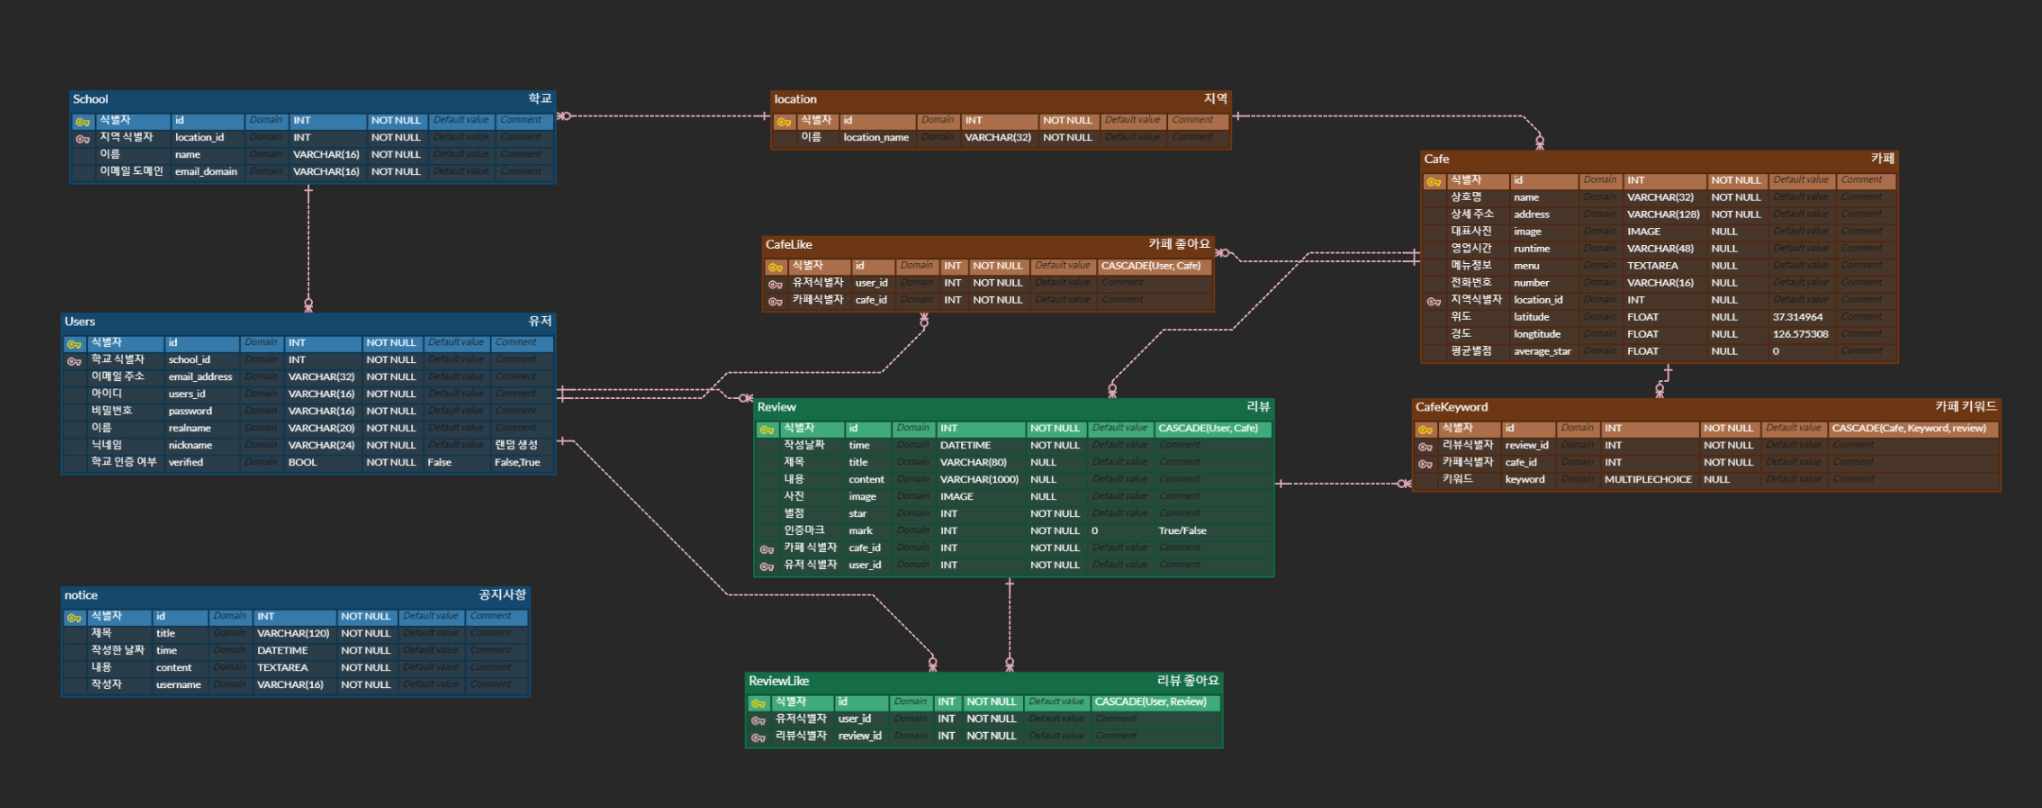 School 학교
식별자 id Domain INT NOT NULL Default value Comment
지역 식별자 location_id Domain INT NOT NULL Default value Comment
이름 name Domain VARCHAR(16) NOT NULL Default value Comment
이메일 도메인 email_domain Domain VARCHAR(16) NOT NULL Default value Comment
location 지역
식별자 id Domain INT NOT NULL Default value Comment
이름 location_name Domain VARCHAR(32) NOT NULL Default value Comment
Cafe 카페
식별자 id Domain INT NOT NULL Default value Comment
상호명 name Domain VARCHAR(32) NOT NULL Default value Comment
상세 주소 address Domain VARCHAR(128) NOT NULL Default value Comment
대표사진 image Domain IMAGE NULL Default value Comment
영업시간 runtime Domain VARCHAR(48) NULL Default value Comment
메뉴정보 menu Domain TEXTAREA NULL Default value Comment
전화번호 number Domain VARCHAR(16) NULL Default value Comment
지역식별자 location_id Domain INT NULL Default value Comment
위도 latitude Domain FLOAT NULL 37.314964 Comment
경도 longtitude Domain FLOAT NULL 126.575308 Comment
평균별점 average_star Domain FLOAT NULL 0 Comment
CafeLike 카페 좋아요
식별자 id Domain INT NOT NULL Default value CASCADE(User, Cafe)
유저식별자 user_id Domain INT NOT NULL Default value Comment
카페식별자 cafe_id Domain INT NOT NULL Default value Comment
Users 유저
식별자 id Domain INT NOT NULL Default value Comment
학교 식별자 school_id Domain INT NOT NULL Default value Comment
이메일 주소 email_address Domain VARCHAR(32) NOT NULL Default value Comment
아이디 users_id Domain VARCHAR(16) NOT NULL Default value Comment
비밀번호 password Domain VARCHAR(16) NOT NULL Default value Comment
이름 realname Domain VARCHAR(20) NOT NULL Default value Comment
닉네임 nickname Domain VARCHAR(24) NOT NULL Default value 랜덤 생성
학교 인증 여부 verified Domain BOOL NOT NULL False False,True
Review 리뷰
식별자 id Domain INT NOT NULL Default value CASCADE(User, Cafe)
작성날짜 time Domain DATETIME NOT NULL Default value Comment
제목 title Domain VARCHAR(80) NULL Default value Comment
내용 content Domain VARCHAR(1000) NULL Default value Comment
사진 image Domain IMAGE NULL Default value Comment
별점 star Domain INT NOT NULL Default value Comment
인증마크 mark Domain INT NOT NULL 0 True/False
카페 식별자 cafe_id Domain INT NOT NULL Default value Comment
유저 식별자 user_id Domain INT NOT NULL Default value Comment
CafeKeyword 카페 키워드
식별자 id Domain INT NOT NULL Default value CASCADE(Cafe, Keyword, review)
리뷰식별자 review_id Domain INT NOT NULL Default value Comment
카페식별자 cafe_id Domain INT NOT NULL Default value Comment
키워드 keyword Domain MULTIPLECHOICE NULL Default value Comment
notice 공지사항
식별자 id Domain INT NOT NULL Default value Comment
제목 title Domain VARCHAR(120) NOT NULL Default value Comment
작성한 날짜 time Domain DATETIME NOT NULL Default value Comment
내용 content Domain TEXTAREA NOT NULL Default value Comment
작성자 username Domain VARCHAR(16) NOT NULL Default value Comment
ReviewLike 리뷰 좋아요
식별자 id Domain INT NOT NULL Default value CASCADE(User, Review)
유저식별자 user_id Domain INT NOT NULL Default value Comment
리뷰식별자 review_id Domain INT NOT NULL Default value Comment